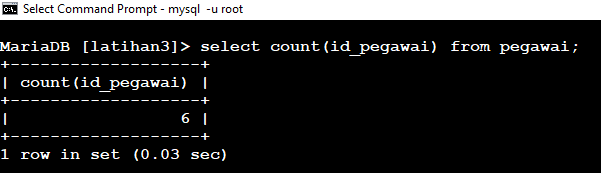 Select Command Prompt - mysql  -u root
MariaDB [latihan3]> select count(id_pegawai) from pegawai;
+-------------------+
| count(id_pegawai) |
+-------------------+
|                 6 |
+-------------------+
1 row in set (0.03 sec)